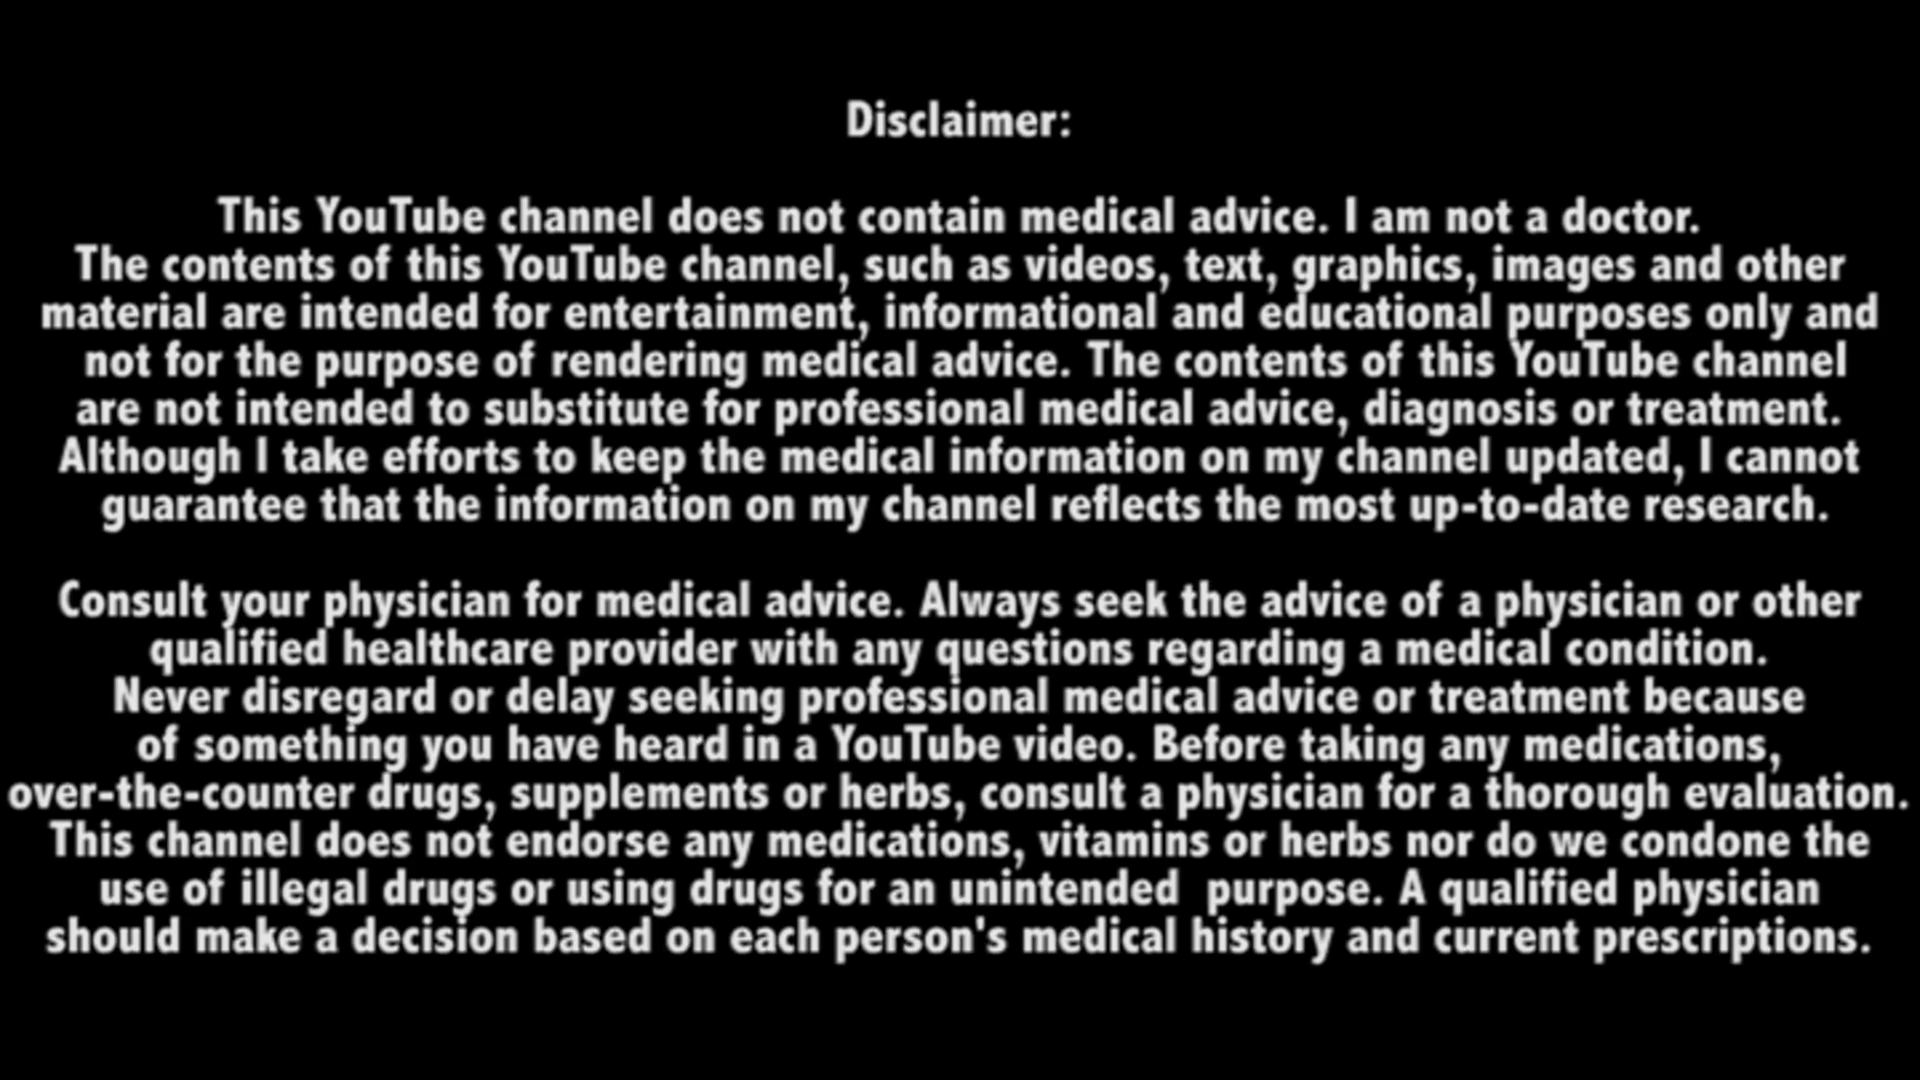 Disclaimer:
This YouTube channel does not contain medical advice. I am not a doctor.
The contents of this YouTube channel, such as videos, text, graphics, images and other
material are intended for entertainment, informational and educational purposes only and
not for the purpose of rendering medical advice. The contents of this YouTube channel
are not intended to substitute for professional medical advice, diagnosis or treatment.
Although I take efforts to keep the medical information on my channel updated, I cannot
guarantee that the information on my channel reflects the most up-to-date research.
Consult your physician for medical advice. Always seek the advice of a physician or other
qualified healthcare provider with any questions regarding a medical condition.
Never disregard or delay seeking professional medical advice or treatment because
of something you have heard in a YouTube video. Before taking any medications,
over-the-counter drugs, supplements or herbs, consult a physician for a thorough evaluation.
This channel does not endorse any medications, vitamins or herbs nor do we condone the
use of illegal drugs or using drugs for an unintended  purpose. A qualified physician
should make a decision based on each person's medical history and current prescriptions.